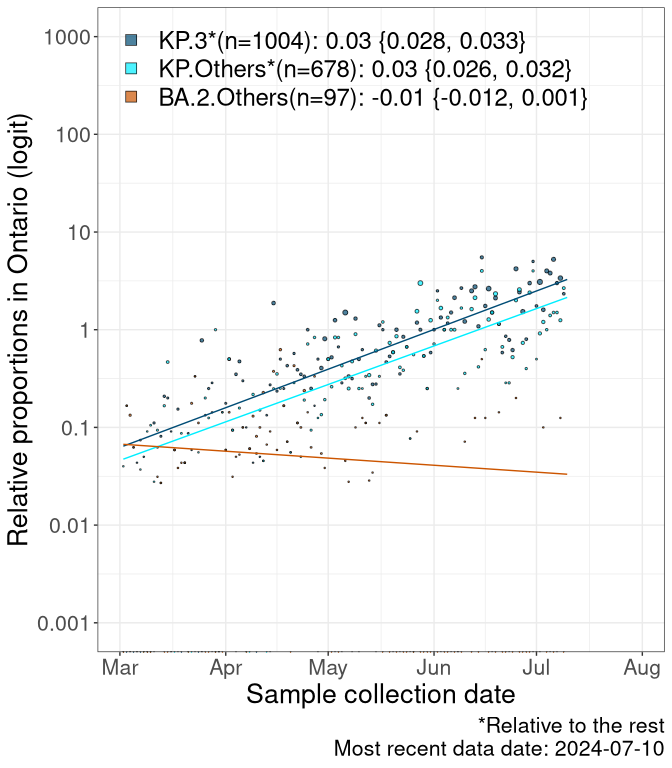 KP.3*(n=1004): 0.03 {0.028, 0.033}
KP.Others*(n=678): 0.03 {0.026, 0.032}
BA.2.Others(n=97): -0.01 {-0.012, 0.001}
Relative proportions in Ontario (logit)
1000
100
10
1
0.1
0.01
0.001
Mar Apr May Jun Jul Aug
Sample collection date
*Relative to the rest
Most recent data date: 2024-07-10